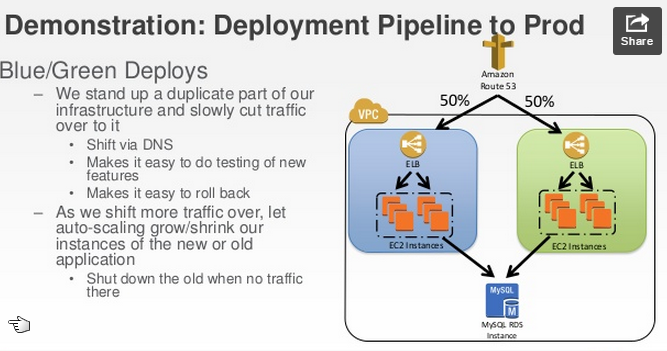 Demonstration: Deployment Pipeline to Prod
Share
Blue/Green Deploys
– We stand up a duplicate part of our
infrastructure and slowly cut traffic
over to it
• Shift via DNS
• Makes it easy to do testing of new
features
• Makes it easy to roll back
– As we shift more traffic over, let
auto-scaling grow/shrink our
instances of the new or old
application
• Shut down the old when no traffic
there
Amazon
Route 53
50%
50%
VPC
ELB
ELB
EC2 Instances
EC2 Instances
MySQL
M
MySQL RDS
Instance